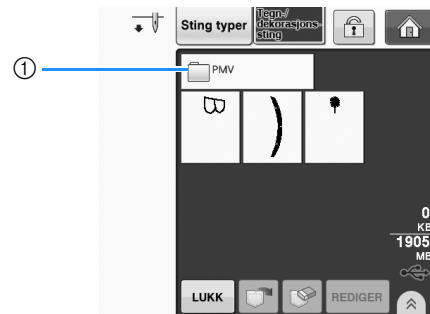 Sting typer
Tegn-/
dekorasjons-
sting
①
PMV
0
KB
1905
MB
LUKK
REDIGER